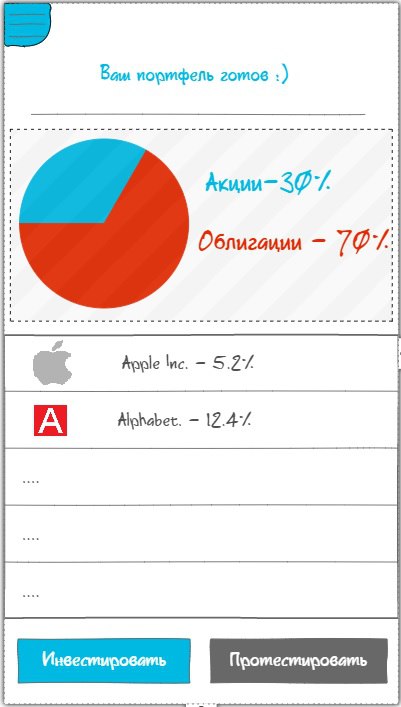 Ваш портфель готов :)
Акции-30%
Облигации - 70%
Apple Inc. - 5.2%
A
Alphabet. - 12.4%
....
....
....
Инвестировать
Протестировать